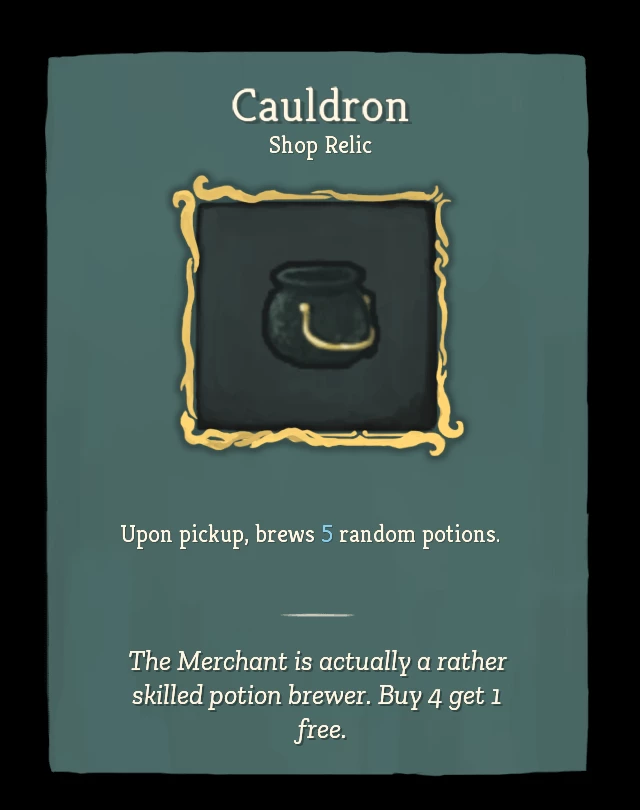 Cauldron
Shop Relic
Upon pickup, brews 5 random potions.
The Merchant is actually a rather
skilled potion brewer. Buy 4 get 1
free.